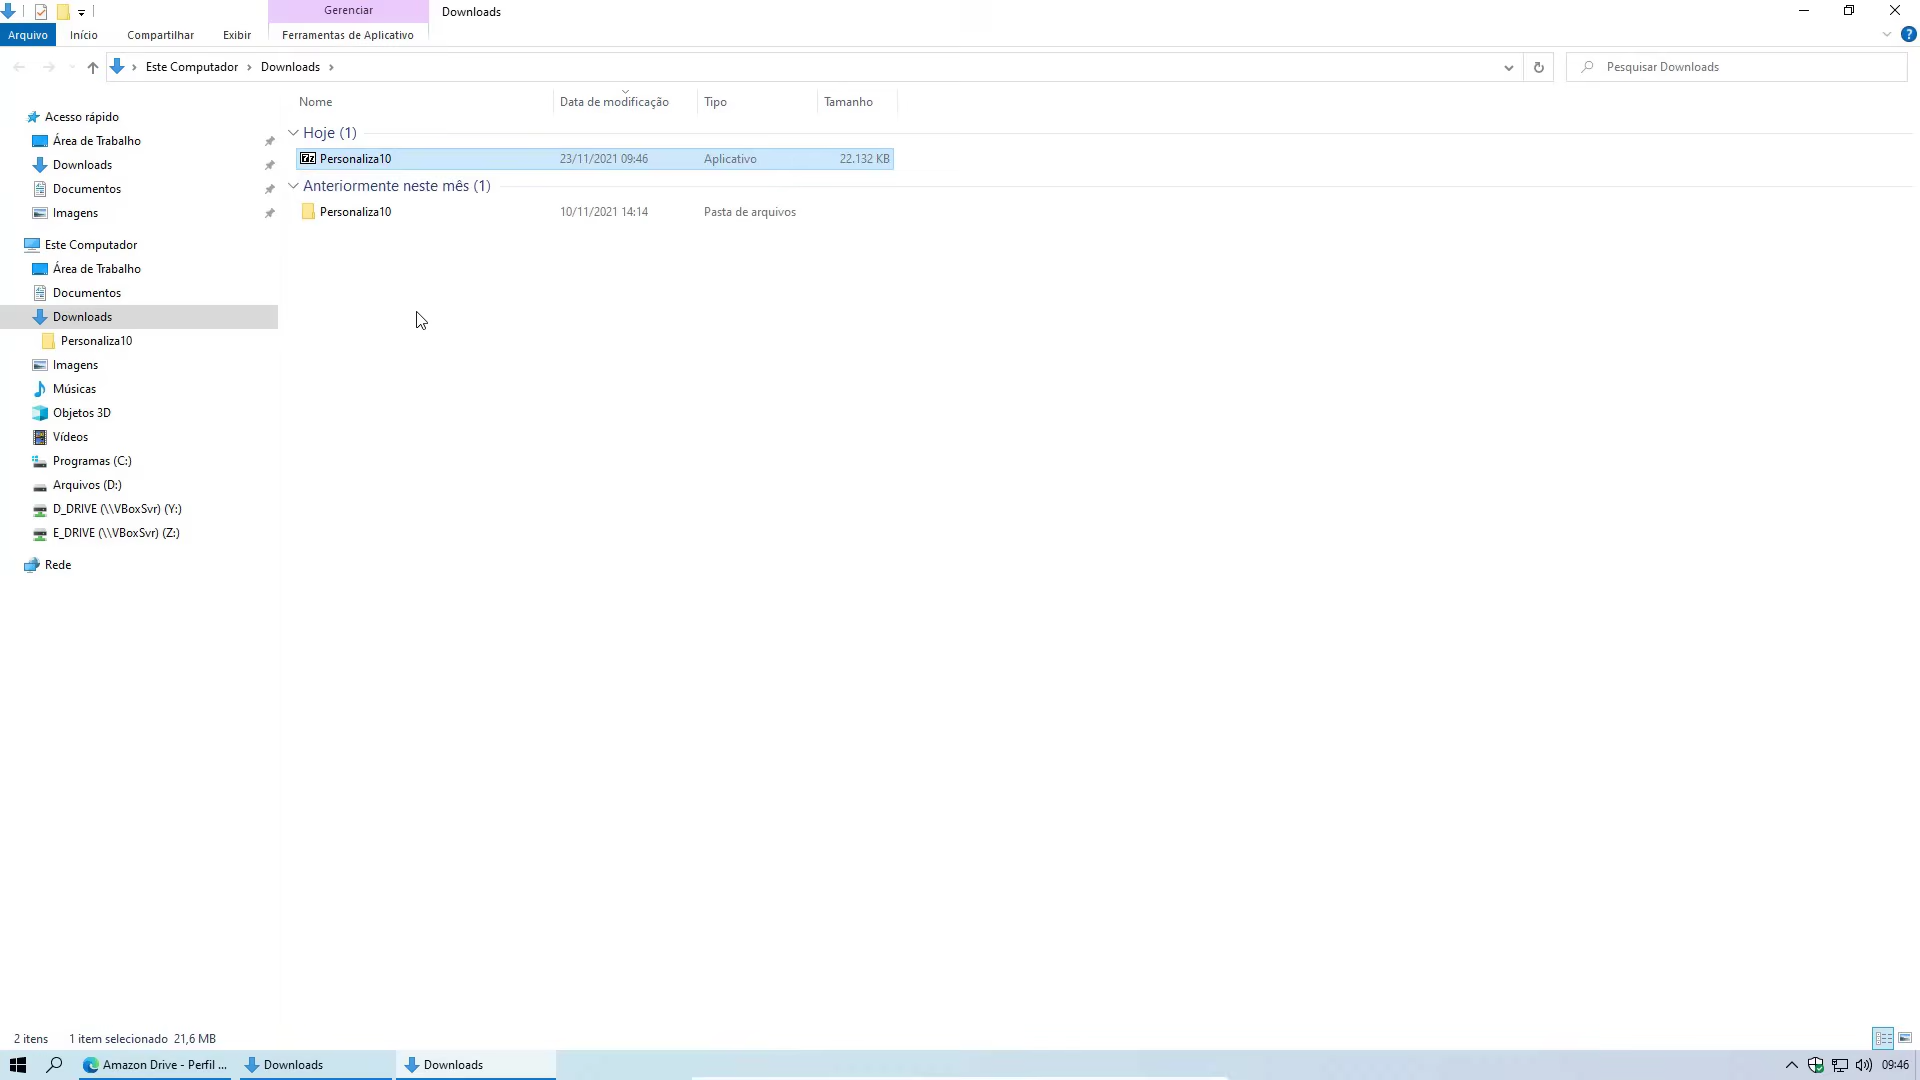 Gerenciar
Downloads
Arquivo
Início
Compartilhar
Exibir
Ferramentas de Aplicativo
Este Computador
Downloads
Pesquisar Downloads
Nome
Data de modificação
Tipo
Tamanho
Hoje (1)
7z Personaliza10 23/11/2021 09:46 Aplicativo 22.132 KB
Anteriormente neste mês (1)
Personaliza10 10/11/2021 14:14 Pasta de arquivos
Acesso rápido
Área de Trabalho
Downloads
Documentos
Imagens
Este Computador
Área de Trabalho
Documentos
Downloads
Personaliza10
Imagens
Músicas
Objetos 3D
Vídeos
Programas (C:)
Arquivos (D:)
D_DRIVE (\\VBoxSvr) (Y:)
E_DRIVE (\\VBoxSvr) (Z:)
Rede
2 itens 1 item selecionado 21,6 MB
Amazon Drive - Perfil ...
Downloads
Downloads
09:46